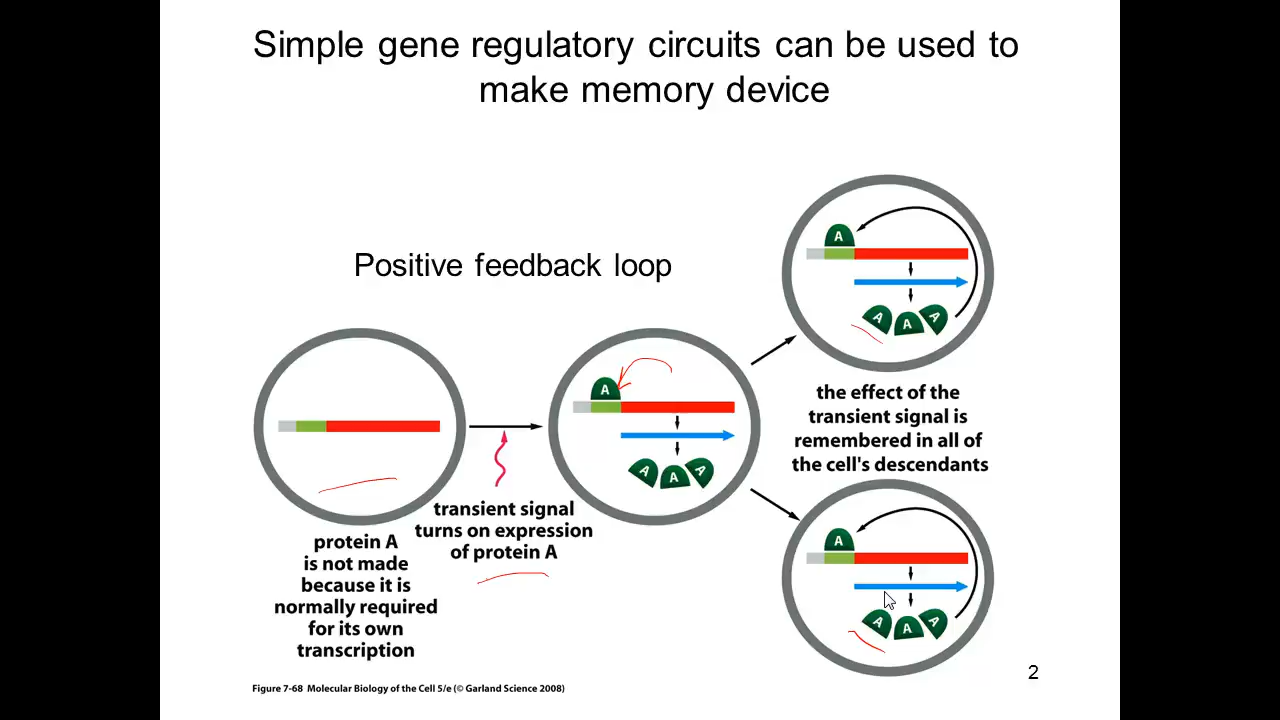 Simple gene regulatory circuits can be used to
make memory device
Positive feedback loop
protein A
is not made
because it is
normally required
for its own
transcription
transient signal
turns on expression
of protein A
A
A A A
A
A A A
the effect of the
transient signal is
remembered in all of
the cell's descendants
A
A A A
Figure 7-68 Molecular Biology of the Cell 5/e (© Garland Science 2008)
2